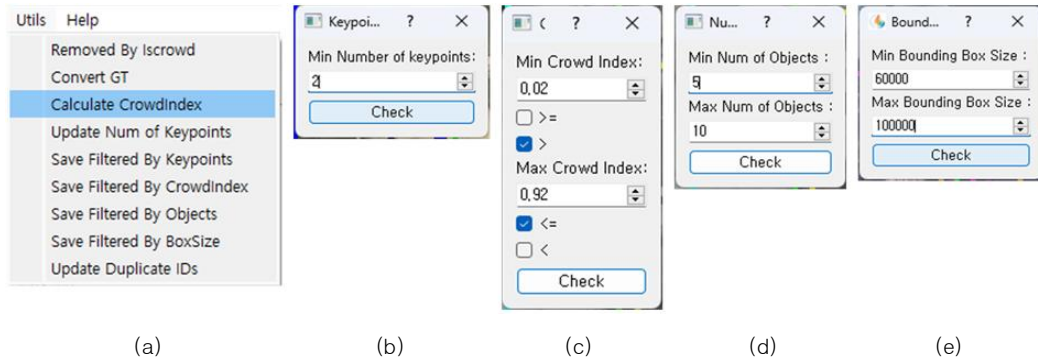 Utils Help
Removed By Iscrowd
Convert GT
Calculate CrowdIndex
Update Num of Keypoints
Save Filtered By Keypoints
Save Filtered By CrowdIndex
Save Filtered By Objects
Save Filtered By BoxSize
Update Duplicate IDs
(a)
Keypoi... ?
Min Number of keypoints:
2
Check
(b)
( ?
Min Crowd Index:
0,02
>=
>
Max Crowd Index:
0,92
<=
<
Check
(c)
Nu... ?
Min Num of Objects :
5
Max Num of Objects :
10
Check
(d)
Bound... ?
Min Bounding Box Size :
60000
Max Bounding Box Size :
100000
Check
(e)